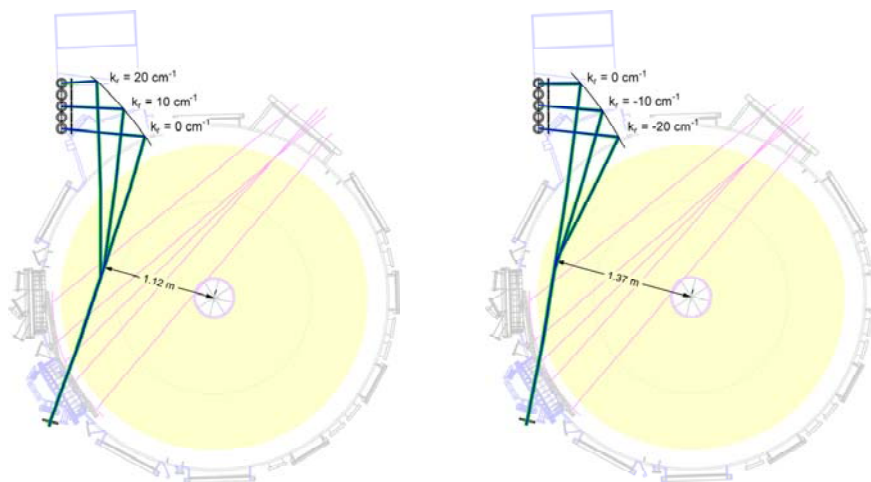 k_r = 20 cm⁻¹
k_r = 10 cm⁻¹
k_r = 0 cm⁻¹
1.12 m
k_r = 0 cm⁻¹
k_r = -10 cm⁻¹
k_r = -20 cm⁻¹
1.37 m